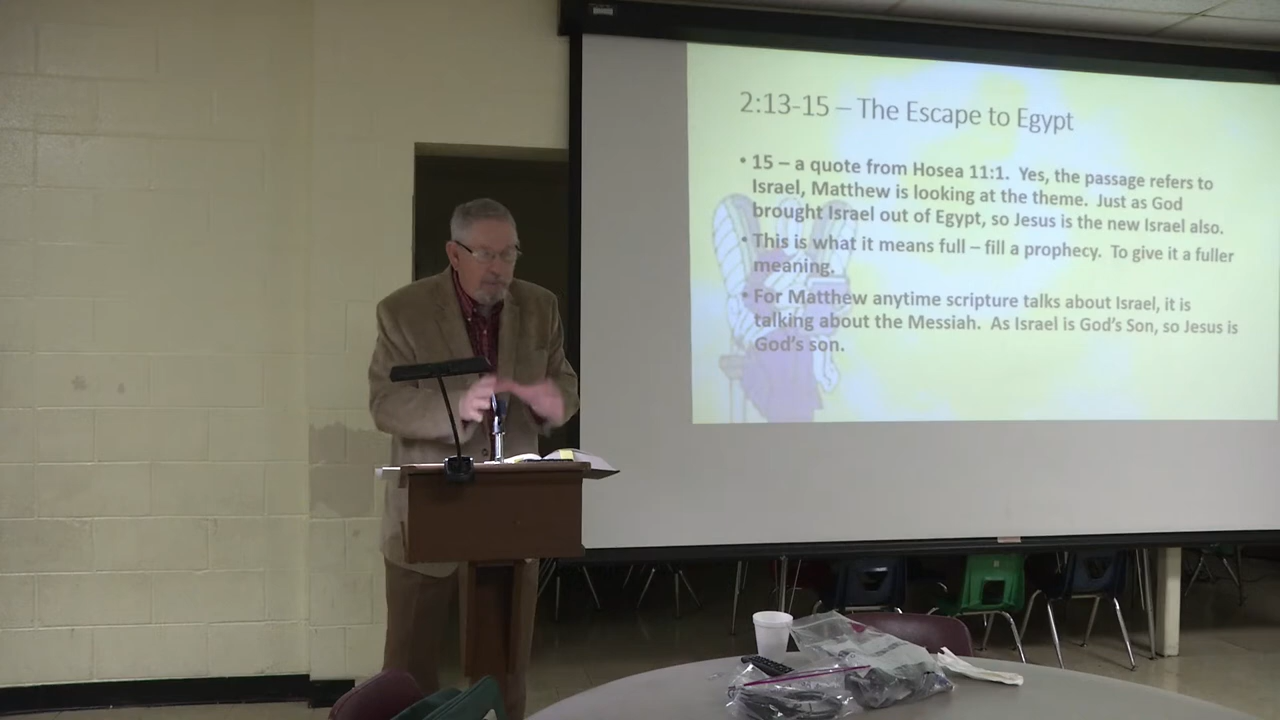 2:13-15 – The Escape to Egypt
• 15 – a quote from Hosea 11:1.  Yes, the passage refers to
Israel, Matthew is looking at the theme.  Just as God
brought Israel out of Egypt, so Jesus is the new Israel also.
• This is what it means full – fill a prophecy.  To give it a fuller
meaning.
• For Matthew anytime scripture talks about Israel, it is
talking about the Messiah.  As Israel is God's Son, so Jesus is
God's son.